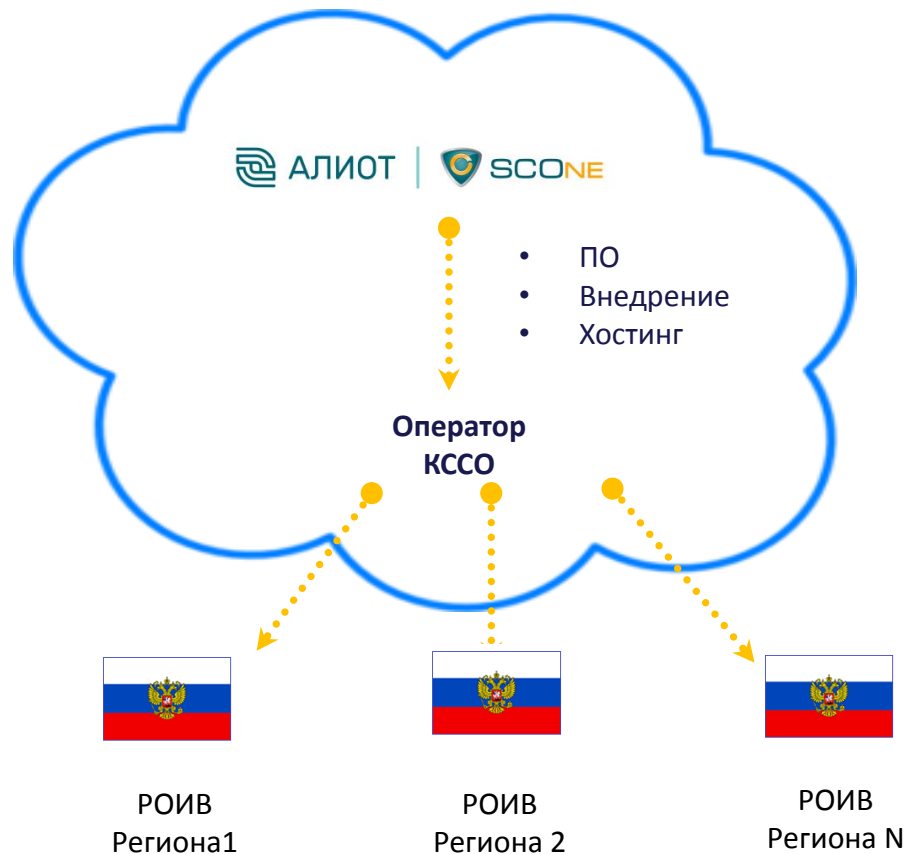 АЛИОТ | SCONE
• ПО
• Внедрение
• Хостинг
Оператор
КССО
РОИВ
Региона1
РОИВ
Региона 2
РОИВ
Региона N